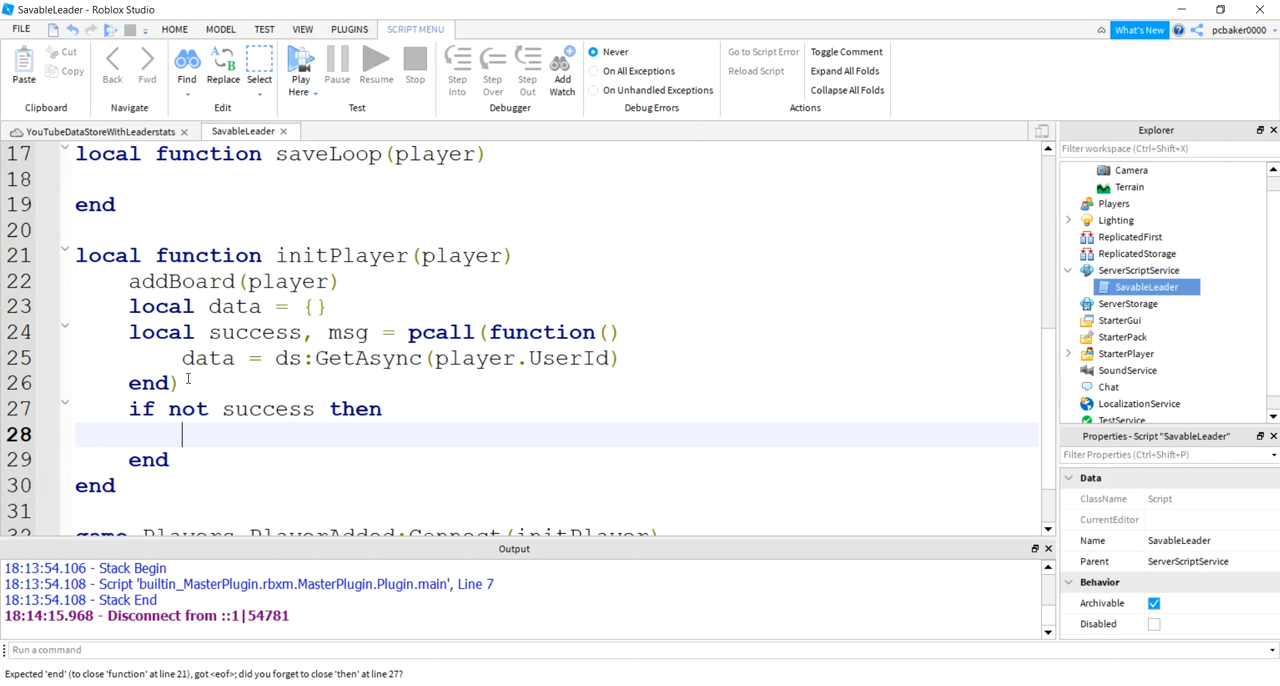 SavableLeader - Roblox Studio
FILE HOME MODEL TEST VIEW PLUGINS SCRIPT MENU What's New pcbaker0000
Paste Cut Copy Back Fwd Find Replace Select Play Here Pause Resume Stop Step Into Step Over Step Out Add Watch
Never
On All Exceptions
On Unhandled Exceptions
Go to Script Error
Reload Script
Toggle Comment
Expand All Folds
Collapse All Folds
Clipboard Navigate Edit Test Debugger Debug Errors Actions
YouTubeDataStoreWithLeaderstats SavableLeader
17 local function saveLoop(player)
18
19 end
20
21 local function initPlayer(player)
22 addBoard(player)
23 local data = {}
24 local success, msg = pcall(function()
25 data = ds:GetAsync(player.UserId)
26 end)
27 if not success then
28
29 end
30 end
31
32 game.Players.PlayerAdded:Connect(initPlayer)
Output
18:13:54.106 - Stack Begin
18:13:54.108 - Script 'builtin_MasterPlugin.rbxm.MasterPlugin.Plugin.main', Line 7
18:13:54.108 - Stack End
18:14:15.968 - Disconnect from ::1|54781
Run a command
Expected 'end' (to close 'function' at line 21), got <eof>; did you forget to close 'then' at line 27?
Explorer
Filter workspace (Ctrl+Shift+X)
Camera
Terrain
Players
Lighting
ReplicatedFirst
ReplicatedStorage
ServerScriptService
SavableLeader
ServerStorage
StarterGui
StarterPack
StarterPlayer
SoundService
Chat
LocalizationService
TestService
Properties - Script "SavableLeader"
Filter Properties (Ctrl+Shift+P)
Data
ClassName Script
CurrentEditor
Name SavableLeader
Parent ServerScriptService
Behavior
Archivable
Disabled